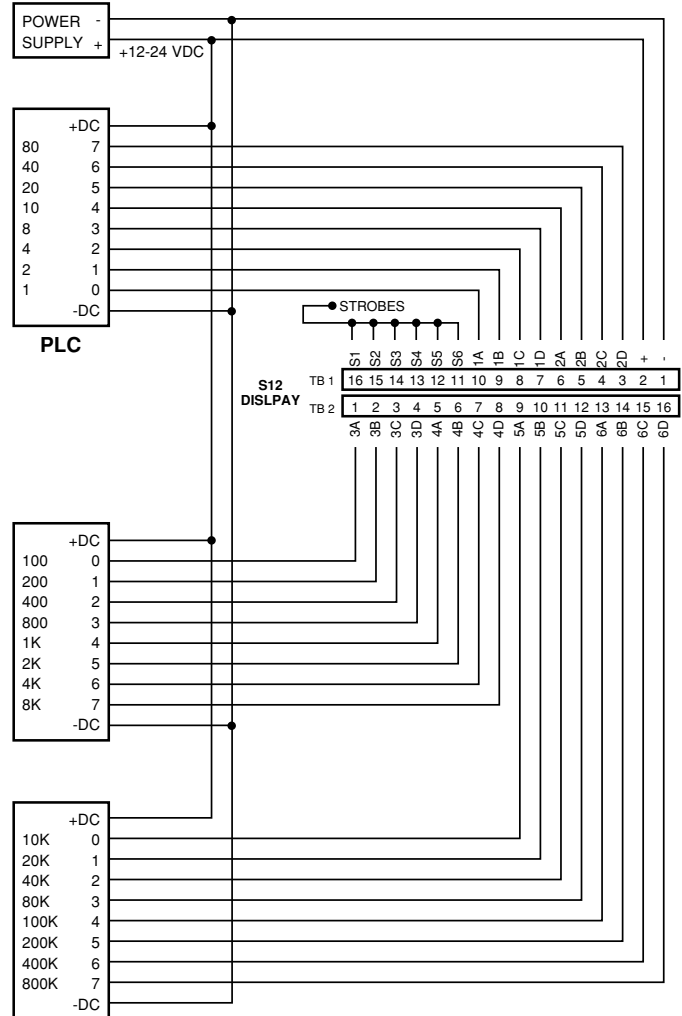 POWER -
SUPPLY +
+12-24 VDC
+DC
80 7
40 6
20 5
10 4
8 3
4 2
2 1
1 0
-DC
PLC
STROBES
S1 S2 S3 S4 S5 S6 1A 1B 1C 1D 2A 2B 2C 2D + -
S12
DISLPAY
TB 1 16 15 14 13 12 11 10 9 8 7 6 5 4 3 2 1
TB 2 1 2 3 4 5 6 7 8 9 10 11 12 13 14 15 16
3A 3B 3C 3D 4A 4B 4C 4D 5A 5B 5C 5D 6A 6B 6C 6D
+DC
100 0
200 1
400 2
800 3
1K 4
2K 5
4K 6
8K 7
-DC
+DC
10K 0
20K 1
40K 2
80K 3
100K 4
200K 5
400K 6
800K 7
-DC